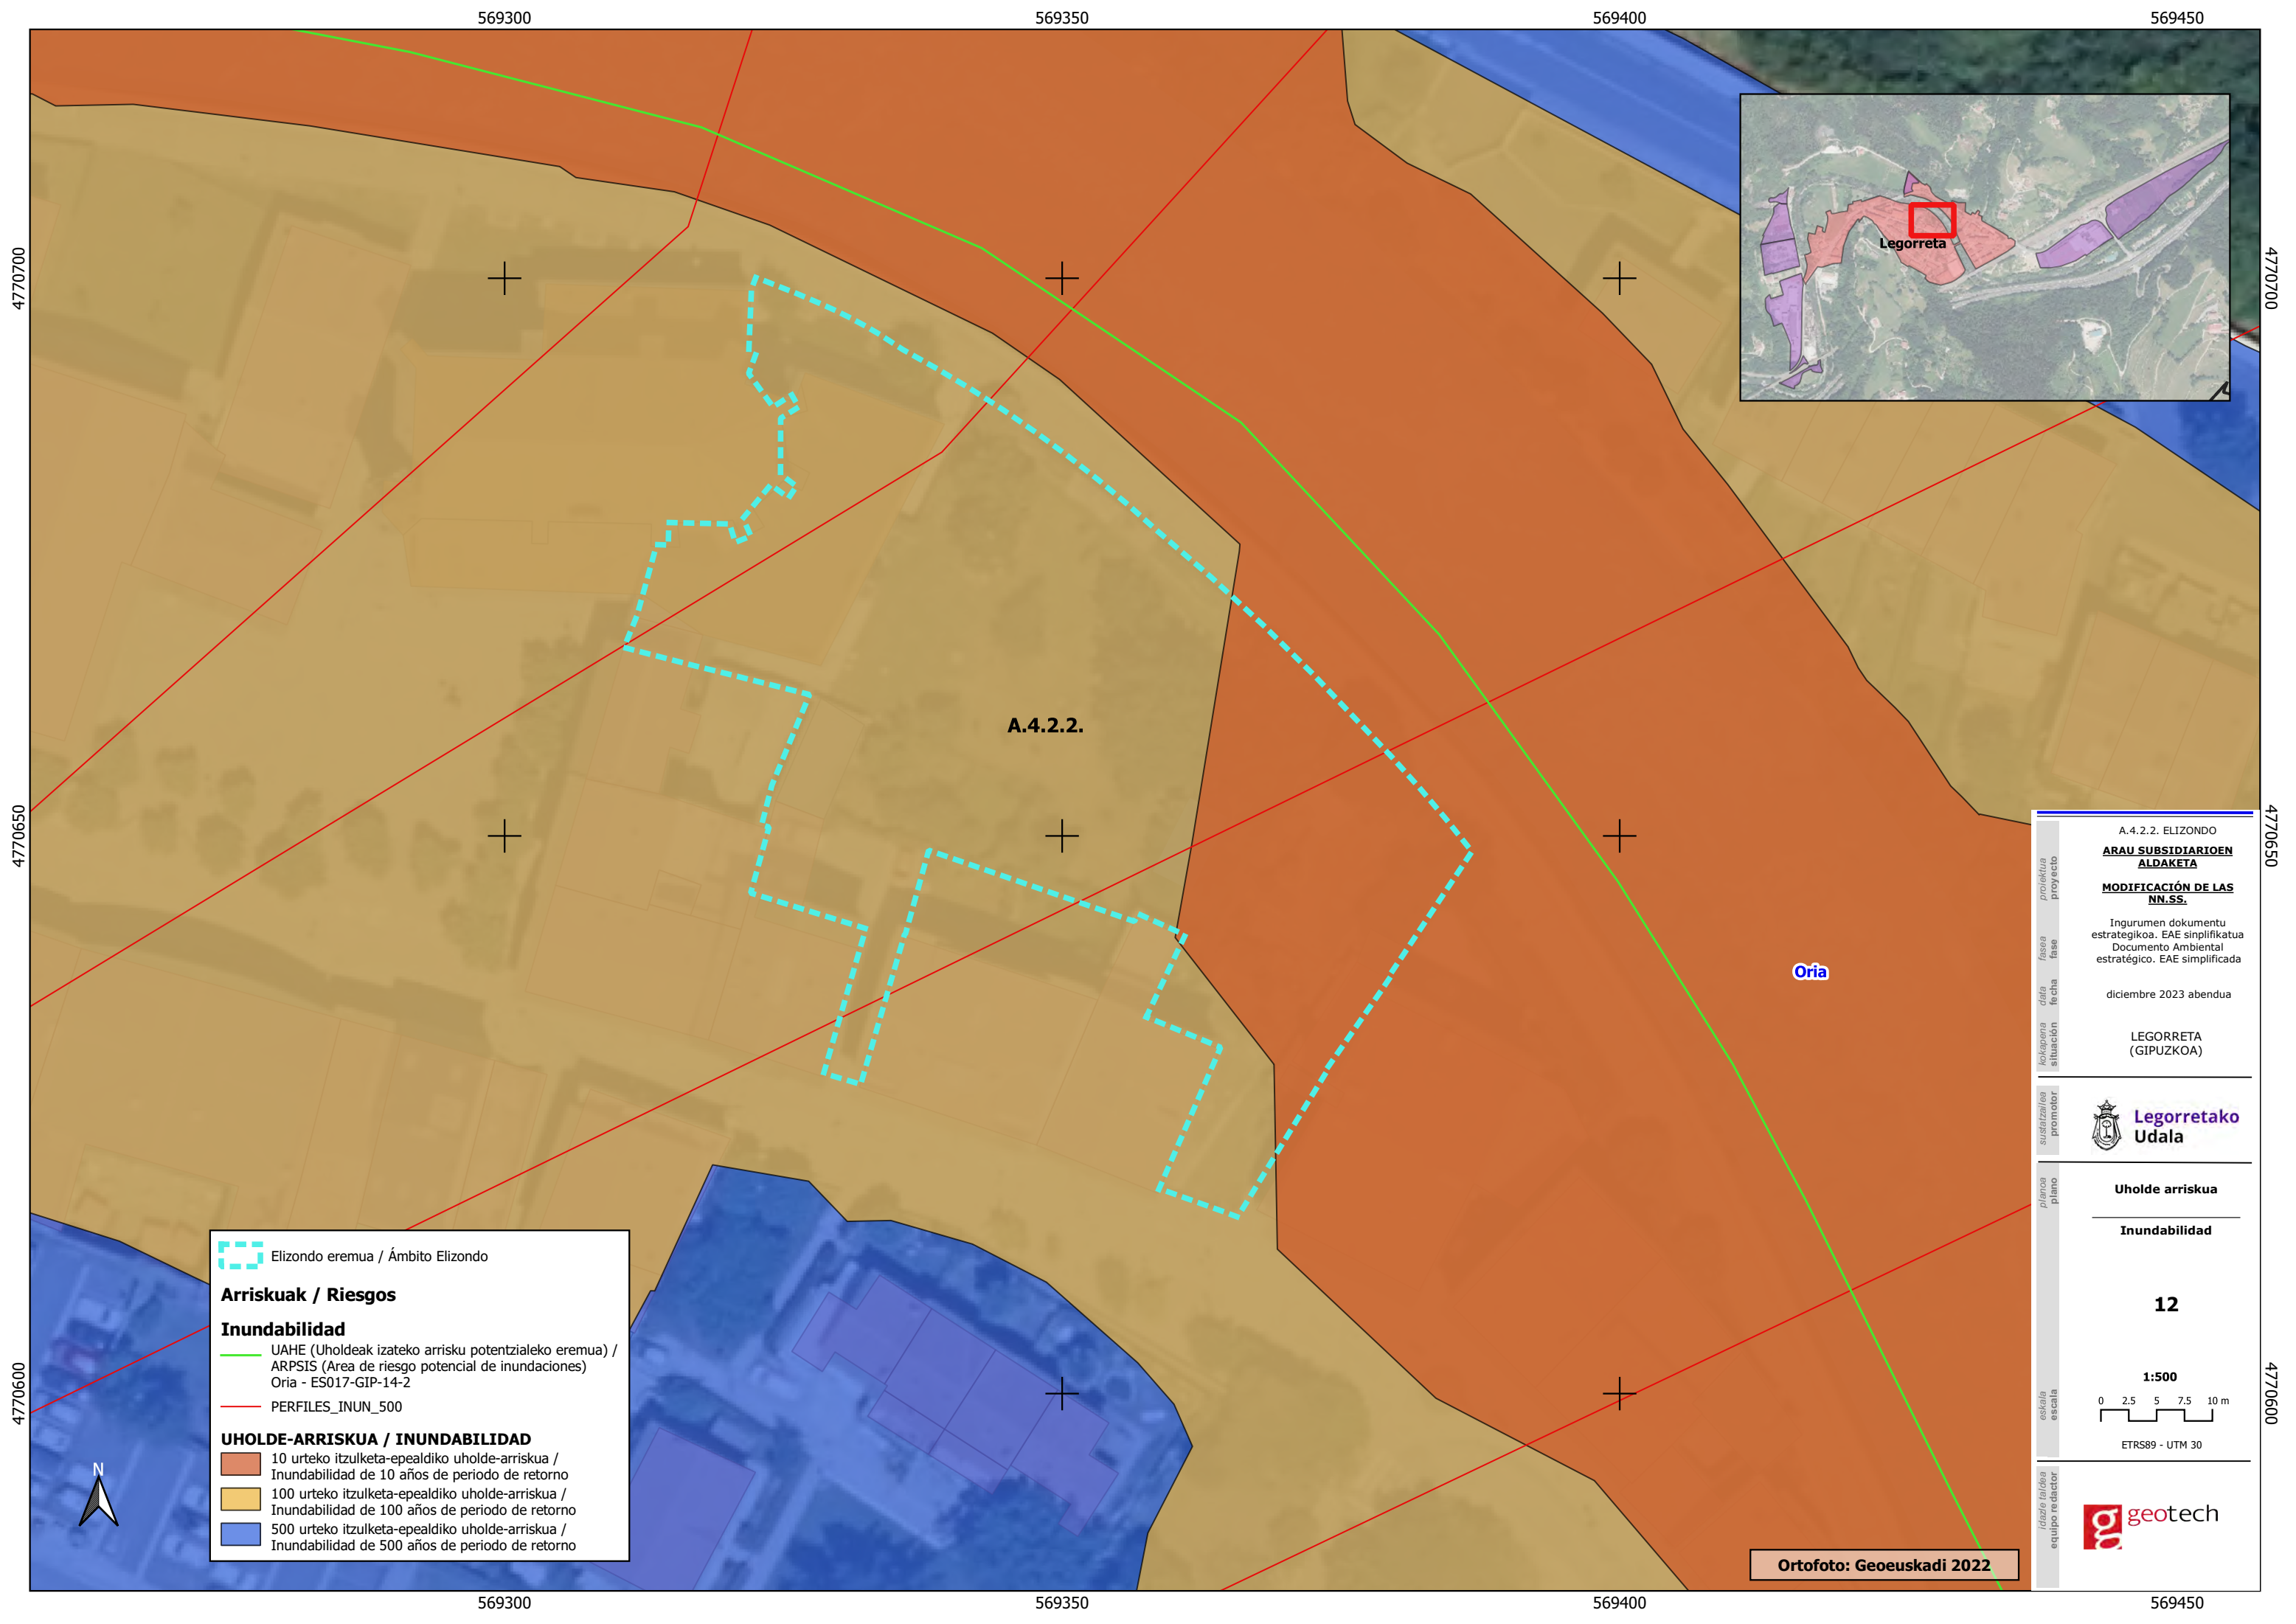 569300
569350
569400
569450
4770700
4770650
4770600
4770700
4770650
4770600
Legorreta
A.4.2.2.
Oria
Elizondo eremua / Ámbito Elizondo
Arriskuak / Riesgos
Inundabilidad
UAHE (Uholdeak izateko arrisku potentzialeko eremua) /
ARPSIS (Area de riesgo potencial de inundaciones)
Oria - ES017-GIP-14-2
PERFILES_INUN_500
UHOLDE-ARRISKUA / INUNDABILIDAD
10 urteko itzulketa-epealdiko uholde-arriskua /
Inundabilidad de 10 años de periodo de retorno
100 urteko itzulketa-epealdiko uholde-arriskua /
Inundabilidad de 100 años de periodo de retorno
500 urteko itzulketa-epealdiko uholde-arriskua /
Inundabilidad de 500 años de periodo de retorno
N
proiektua
proyecto
A.4.2.2. ELIZONDO
ARAU SUBSIDIARIOEN
ALDAKETA
MODIFICACIÓN DE LAS
NN.SS.
fasea
fase
Ingurumen dokumentu
estrategikoa. EAE sinplifikatua
Documento Ambiental
estratégico. EAE simplificada
data
fecha
diciembre 2023 abendua
kokapena
situación
LEGORRETA
(GIPUZKOA)
sustatzailea
promotor
Legorretako
Udala
planoa
plano
Uholde arriskua
Inundabilidad
12
eskala
escala
1:500
0 2.5 5 7.5 10 m
ETRS89 - UTM 30
idazle taldea
equipo redactor
g
geotech
Ortofoto: Geoeuskadi 2022
569300
569350
569400
569450